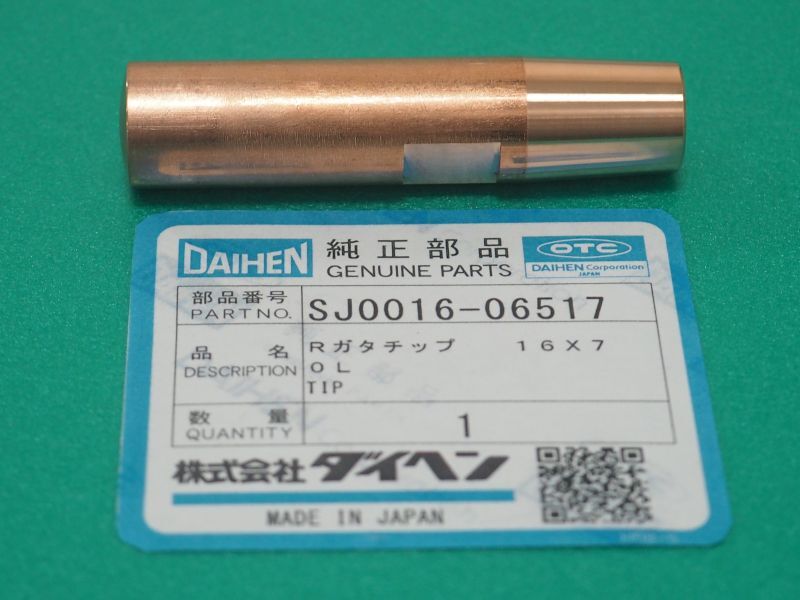 DAIHEN 純正部品 OTC
GENUINE PARTS DAIHEN Corporation
JAPAN
部品番号 SJ0016-06517
PART NO.
品名 Rガタチップ 16×7
DESCRIPTION 0L
TIP
数量 1
QUANTITY
株式会社ダイヘン
MADE IN JAPAN